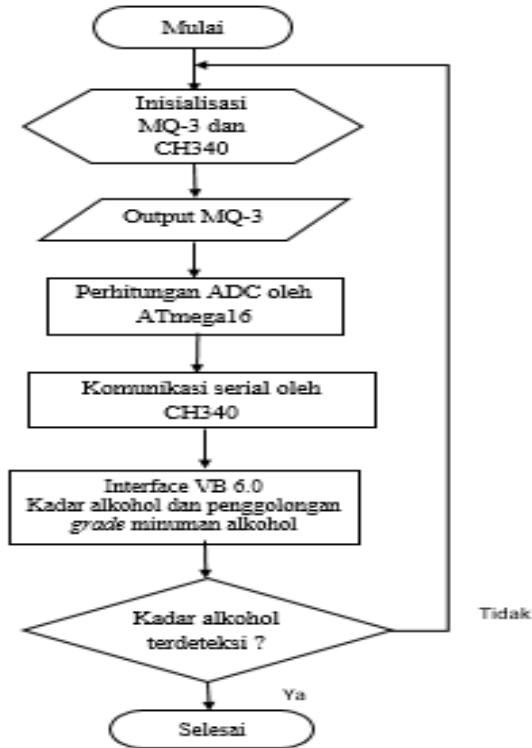 Mulai
Inisialisasi
MQ-3 dan
CH340
Output MQ-3
Perhitungan ADC oleh
ATmega16
Komunikasi serial oleh
CH340
Interface VB 6.0
Kadar alkohol dan penggolongan
grade minuman alkohol
Kadar alkohol
terdeteksi ?
Tidak
Ya
Selesai